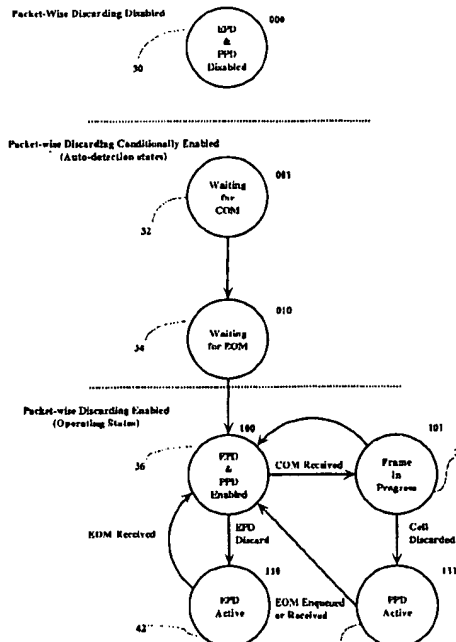 Packet-Wise Discarding Disabled
000
EPD
&
PPD
Disabled
30
Packet-wise Discarding Conditionally Enabled
(Auto-detection states)
001
Waiting
for
COM
32
010
Waiting
for EOM
34
Packet-wise Discarding Enabled
(Operating Status)
100
101
36
EPD
&
PPD
Enabled
COM Received
Frame
In
Progress
EOM Received
EPD
Discard
Cell
Discarded
110
111
EPD
Active
EOM Enqueued
or Received
PPD
Active
42